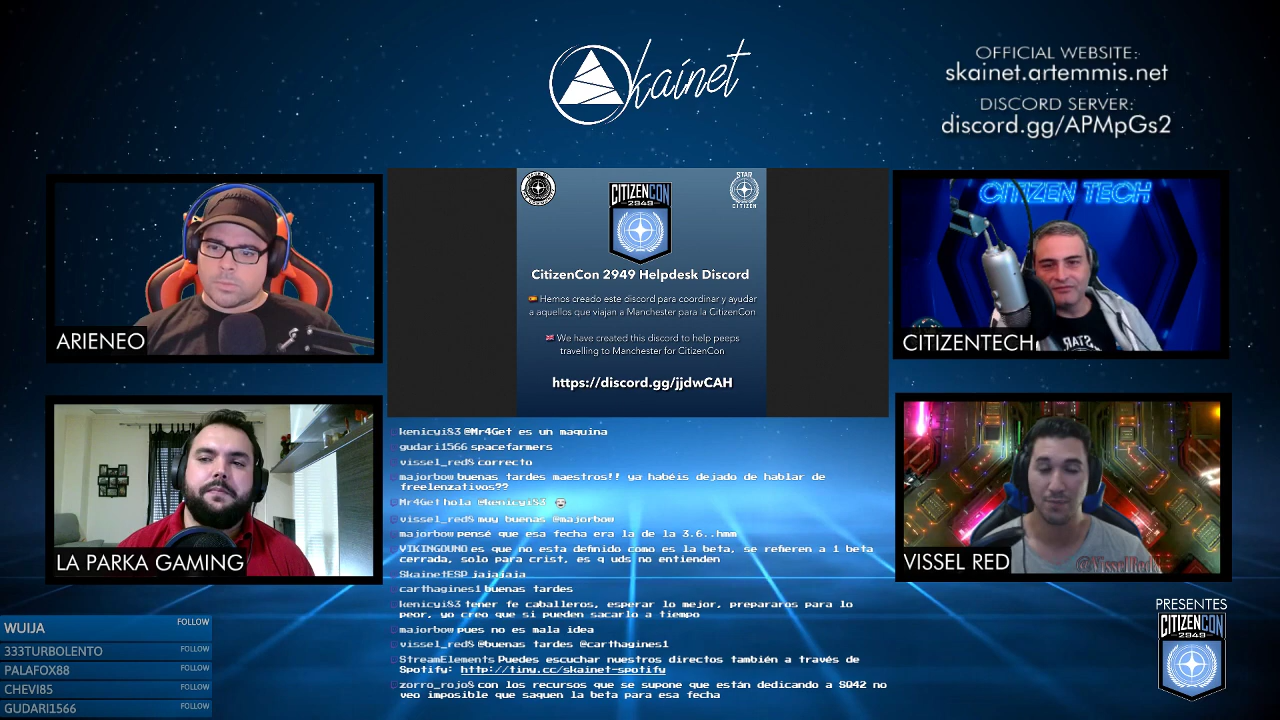 kainet
OFFICIAL WEBSITE:
skainet.artemmis.net
DISCORD SERVER:
discord.gg/APMpGs2
ARIENEO
CITIZENCON
2949
STAR
CITIZEN
CitizenCon 2949 Helpdesk Discord
Hemos creado este discord para coordinar y ayudar
a aquellos que viajan a Manchester para la CitizenCon
We have created this discord to help peeps
travelling to Manchester for CitizenCon
https://discord.gg/jjdwCAH
CITIZEN TECH
CITIZENTECH
LA PARKA GAMING
VISSEL RED
@VisselRed
kenicyi83 @Mr4Get es un maquina
gudari1566 spacefarmers
vissel_red8 correcto
majorbow buenas tardes maestros!! ya habéis dejado de hablar de
freelenzativos??
Mr4Get hola @kenicyi83
vissel_red8 muy buenas @majorbow
majorbow pensé que esa fecha era la de la 3.6..hmm
VIKINGOUNO es que no esta definido como es la beta, se refieren a 1 beta
cerrada, solo para crist, es q uds no entienden
SkainetESP jajajaja
carthagines1 buenas tardes
kenicyi83 tener fe caballeros, esperar lo mejor, prepararos para lo
peor, yo creo que si pueden sacarlo a tiempo
majorbow pues no es mala idea
vissel_red8 @buenas tardes @carthagines1
StreamElements Puedes escuchar nuestros directos también a través de
Spotify: http://tiny.cc/skainet-spotify
zorro_rojo8 con los recursos que se supone que están dedicando a SQ42 no
veo imposible que saquen la beta para esa fecha
WUIJA FOLLOW
333TURBOLENTO FOLLOW
PALAFOX88 FOLLOW
CHEVI85 FOLLOW
GUDARI1566 FOLLOW
PRESENTES
CITIZENCON
2949